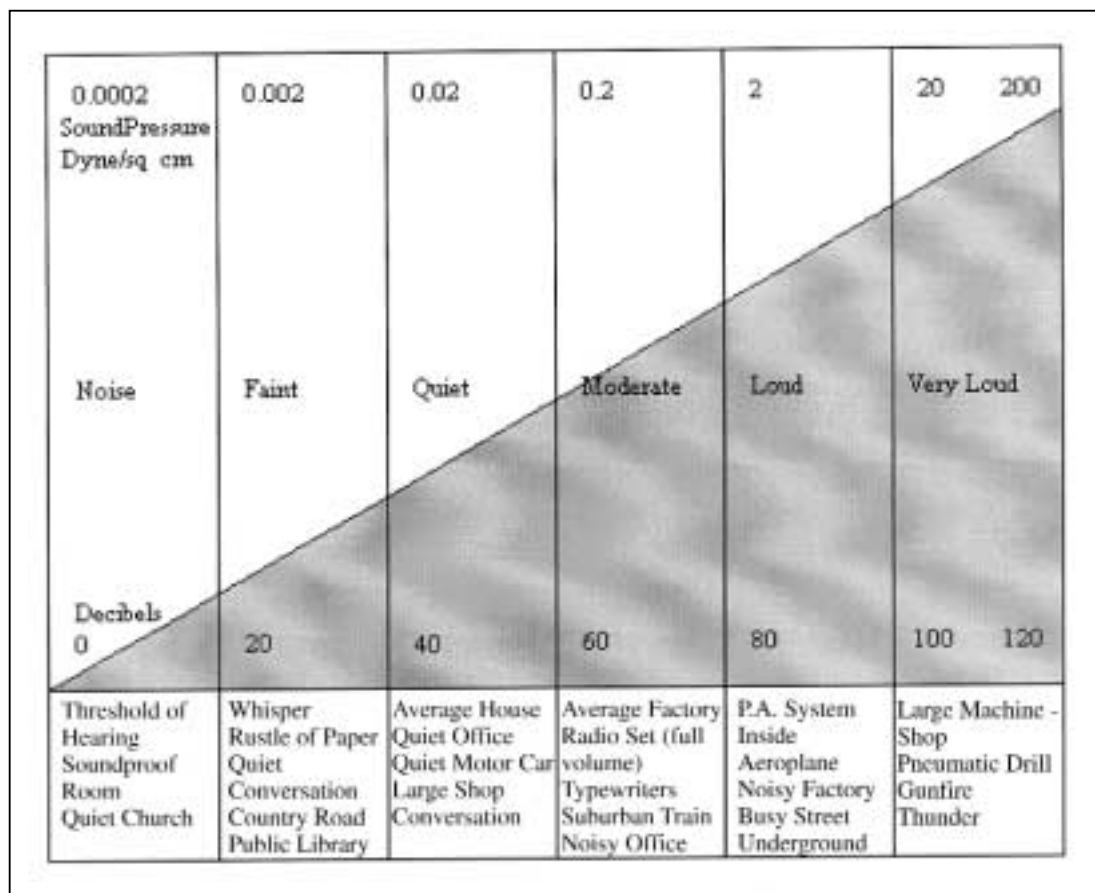 0.0002 0.002 0.02 0.2 2 20 200
SoundPressure
Dyne/sq cm
Noise Faint Quiet Moderate Loud Very Loud
Decibels
0 20 40 60 80 100 120
Threshold of
Hearing
Soundproof
Room
Quiet Church
Whisper
Rustle of Paper
Quiet
Conversation
Country Road
Public Library
Average House
Quiet Office
Quiet Motor Car
Large Shop
Conversation
Average Factory
Radio Set (full
volume)
Typewriters
Suburban Train
Noisy Office
P.A. System
Inside
Aeroplane
Noisy Factory
Busy Street
Underground
Large Machine -
Shop
Pneumatic Drill
Gunfire
Thunder